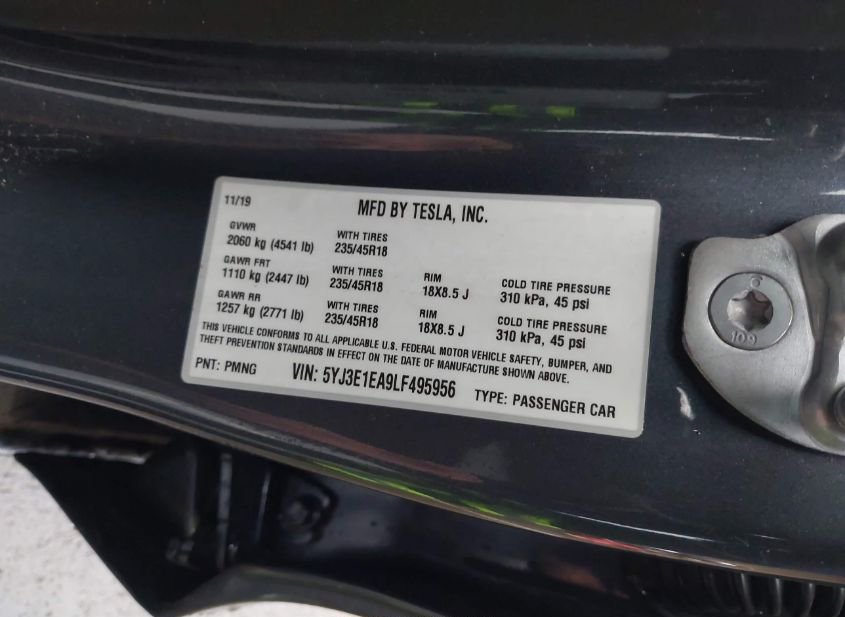 11/19
MFD BY TESLA, INC.
GVWR
2060 kg (4541 lb)
WITH TIRES
235/45R18
GAWR FRT
1110 kg (2447 lb)
WITH TIRES
235/45R18
RIM
18X8.5 J
COLD TIRE PRESSURE
310 kPa, 45 psi
GAWR RR
1257 kg (2771 lb)
WITH TIRES
235/45R18
RIM
18X8.5 J
COLD TIRE PRESSURE
310 kPa, 45 psi
THIS VEHICLE CONFORMS TO ALL APPLICABLE U.S. FEDERAL MOTOR VEHICLE SAFETY, BUMPER, AND
THEFT PREVENTION STANDARDS IN EFFECT ON THE DATE OF MANUFACTURE SHOWN ABOVE.
PNT: PMNG
VIN: 5YJ3E1EA9LF495956
TYPE: PASSENGER CAR
6
109